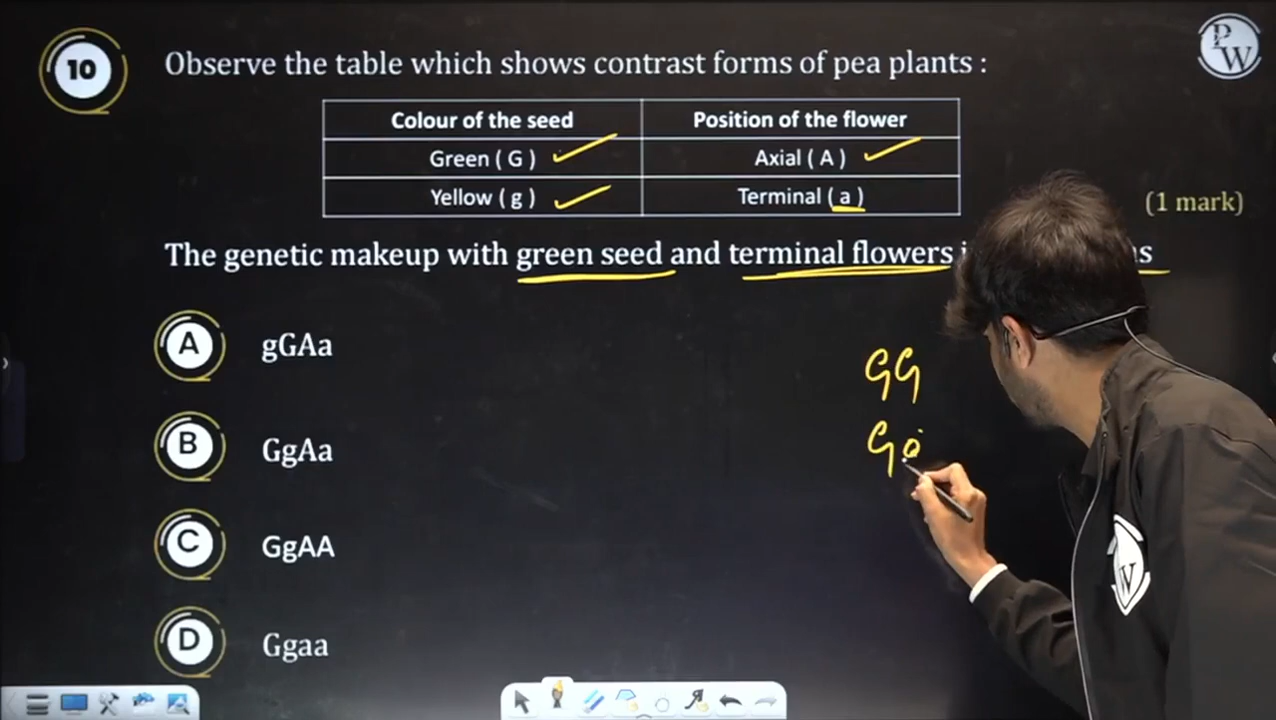 10
Observe the table which shows contrast forms of pea plants :
P
W
Colour of the seed Position of the flower
Green ( G ) Axial ( A )
Yellow ( g ) Terminal ( a )
(1 mark)
The genetic makeup with green seed and terminal flowers
A gGAa
B GgAa
C GgAA
D Ggaa
GG
G
W